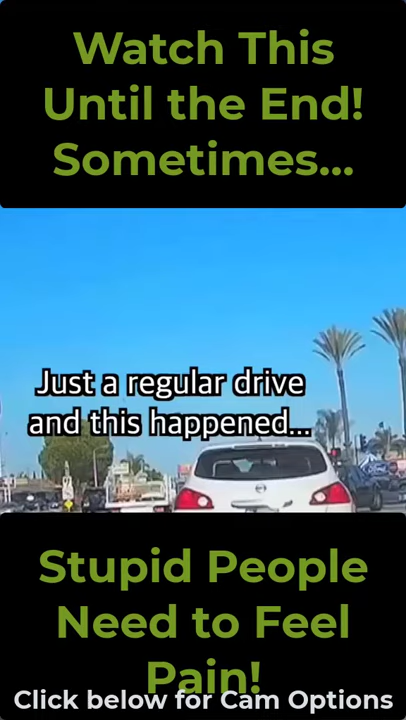 Watch This
Until the End!
Sometimes...
Just a regular drive
and this happened...
Ford
Stupid People
Need to Feel
Pain!
Click below for Cam Options